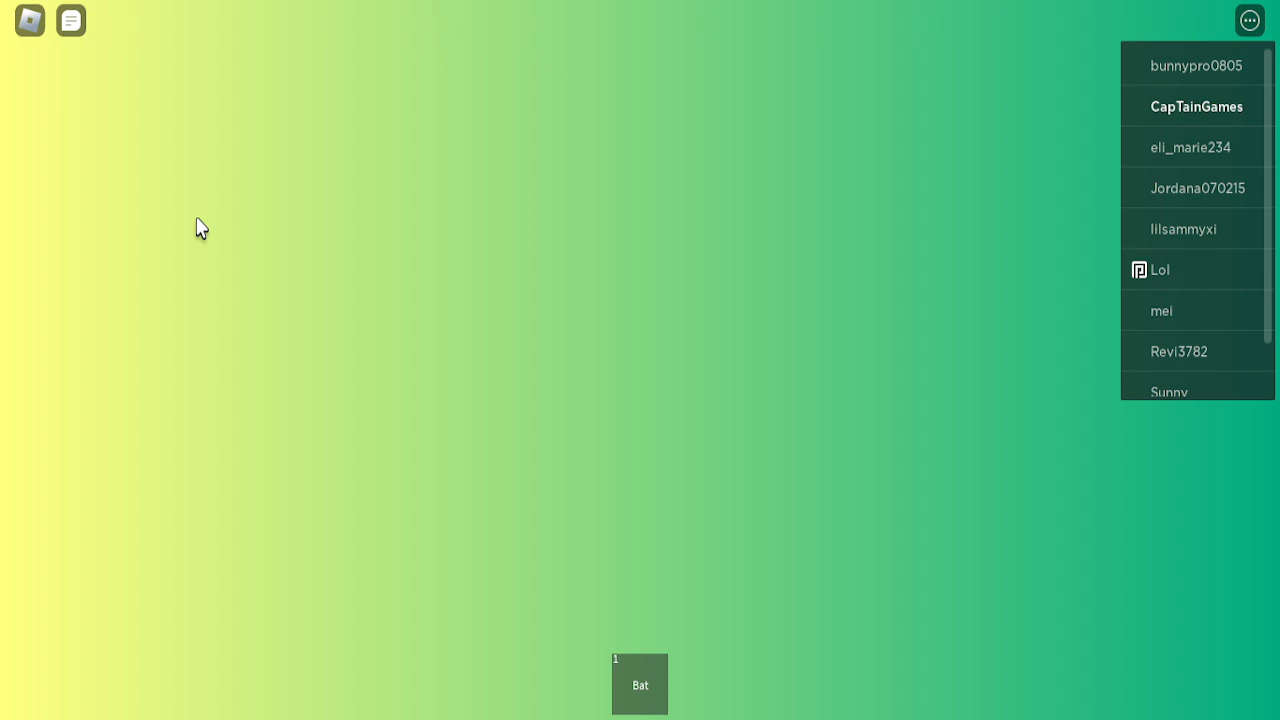 bunnypro0805
CapTainGames
eli_marie234
Jordana070215
lilsammyxi
Lol
mei
Revi3782
Sunny
1
Bat